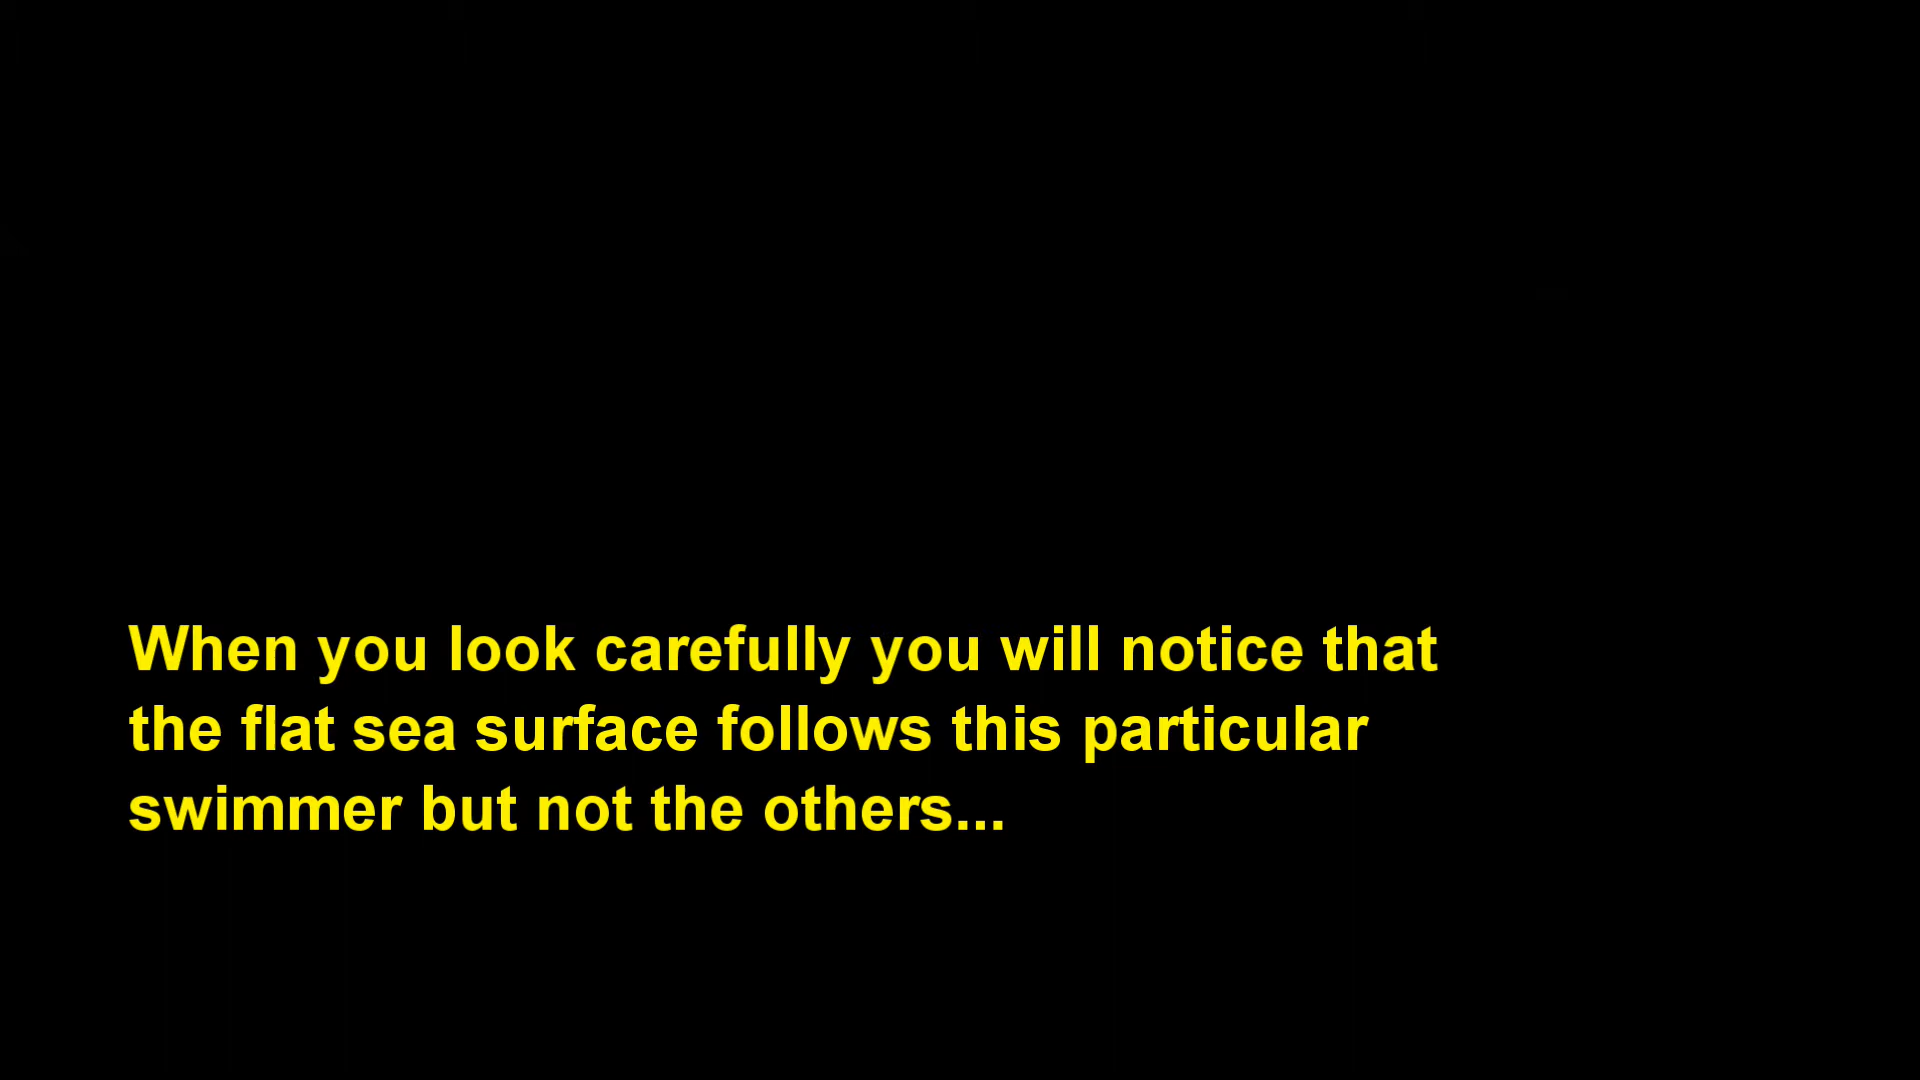 When you look carefully you will notice that
the flat sea surface follows this particular
swimmer but not the others...